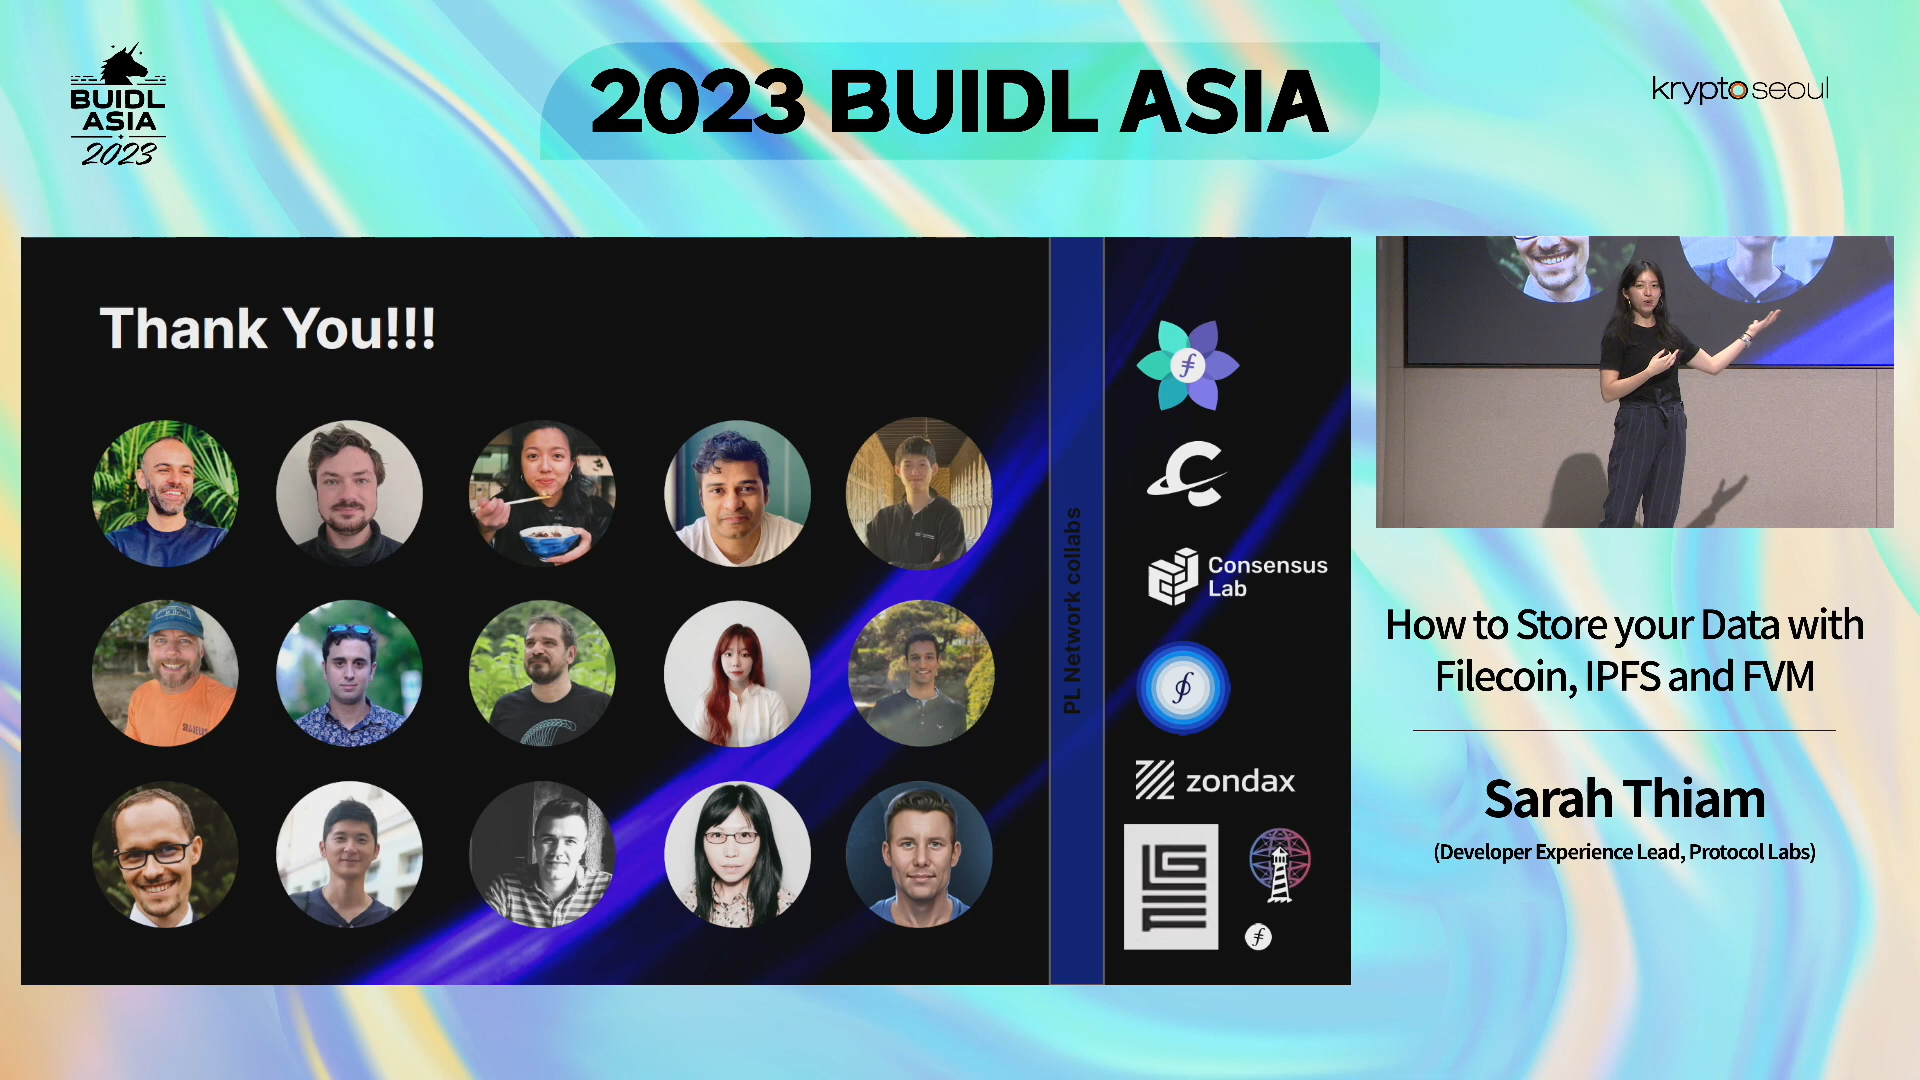 BUIDL
ASIA
2023
2023 BUIDL ASIA
kryptoseoul
Thank You!!!
PL Network collabs
Consensus
Lab
zondax
How to Store your Data with
Filecoin, IPFS and FVM
Sarah Thiam
(Developer Experience Lead, Protocol Labs)